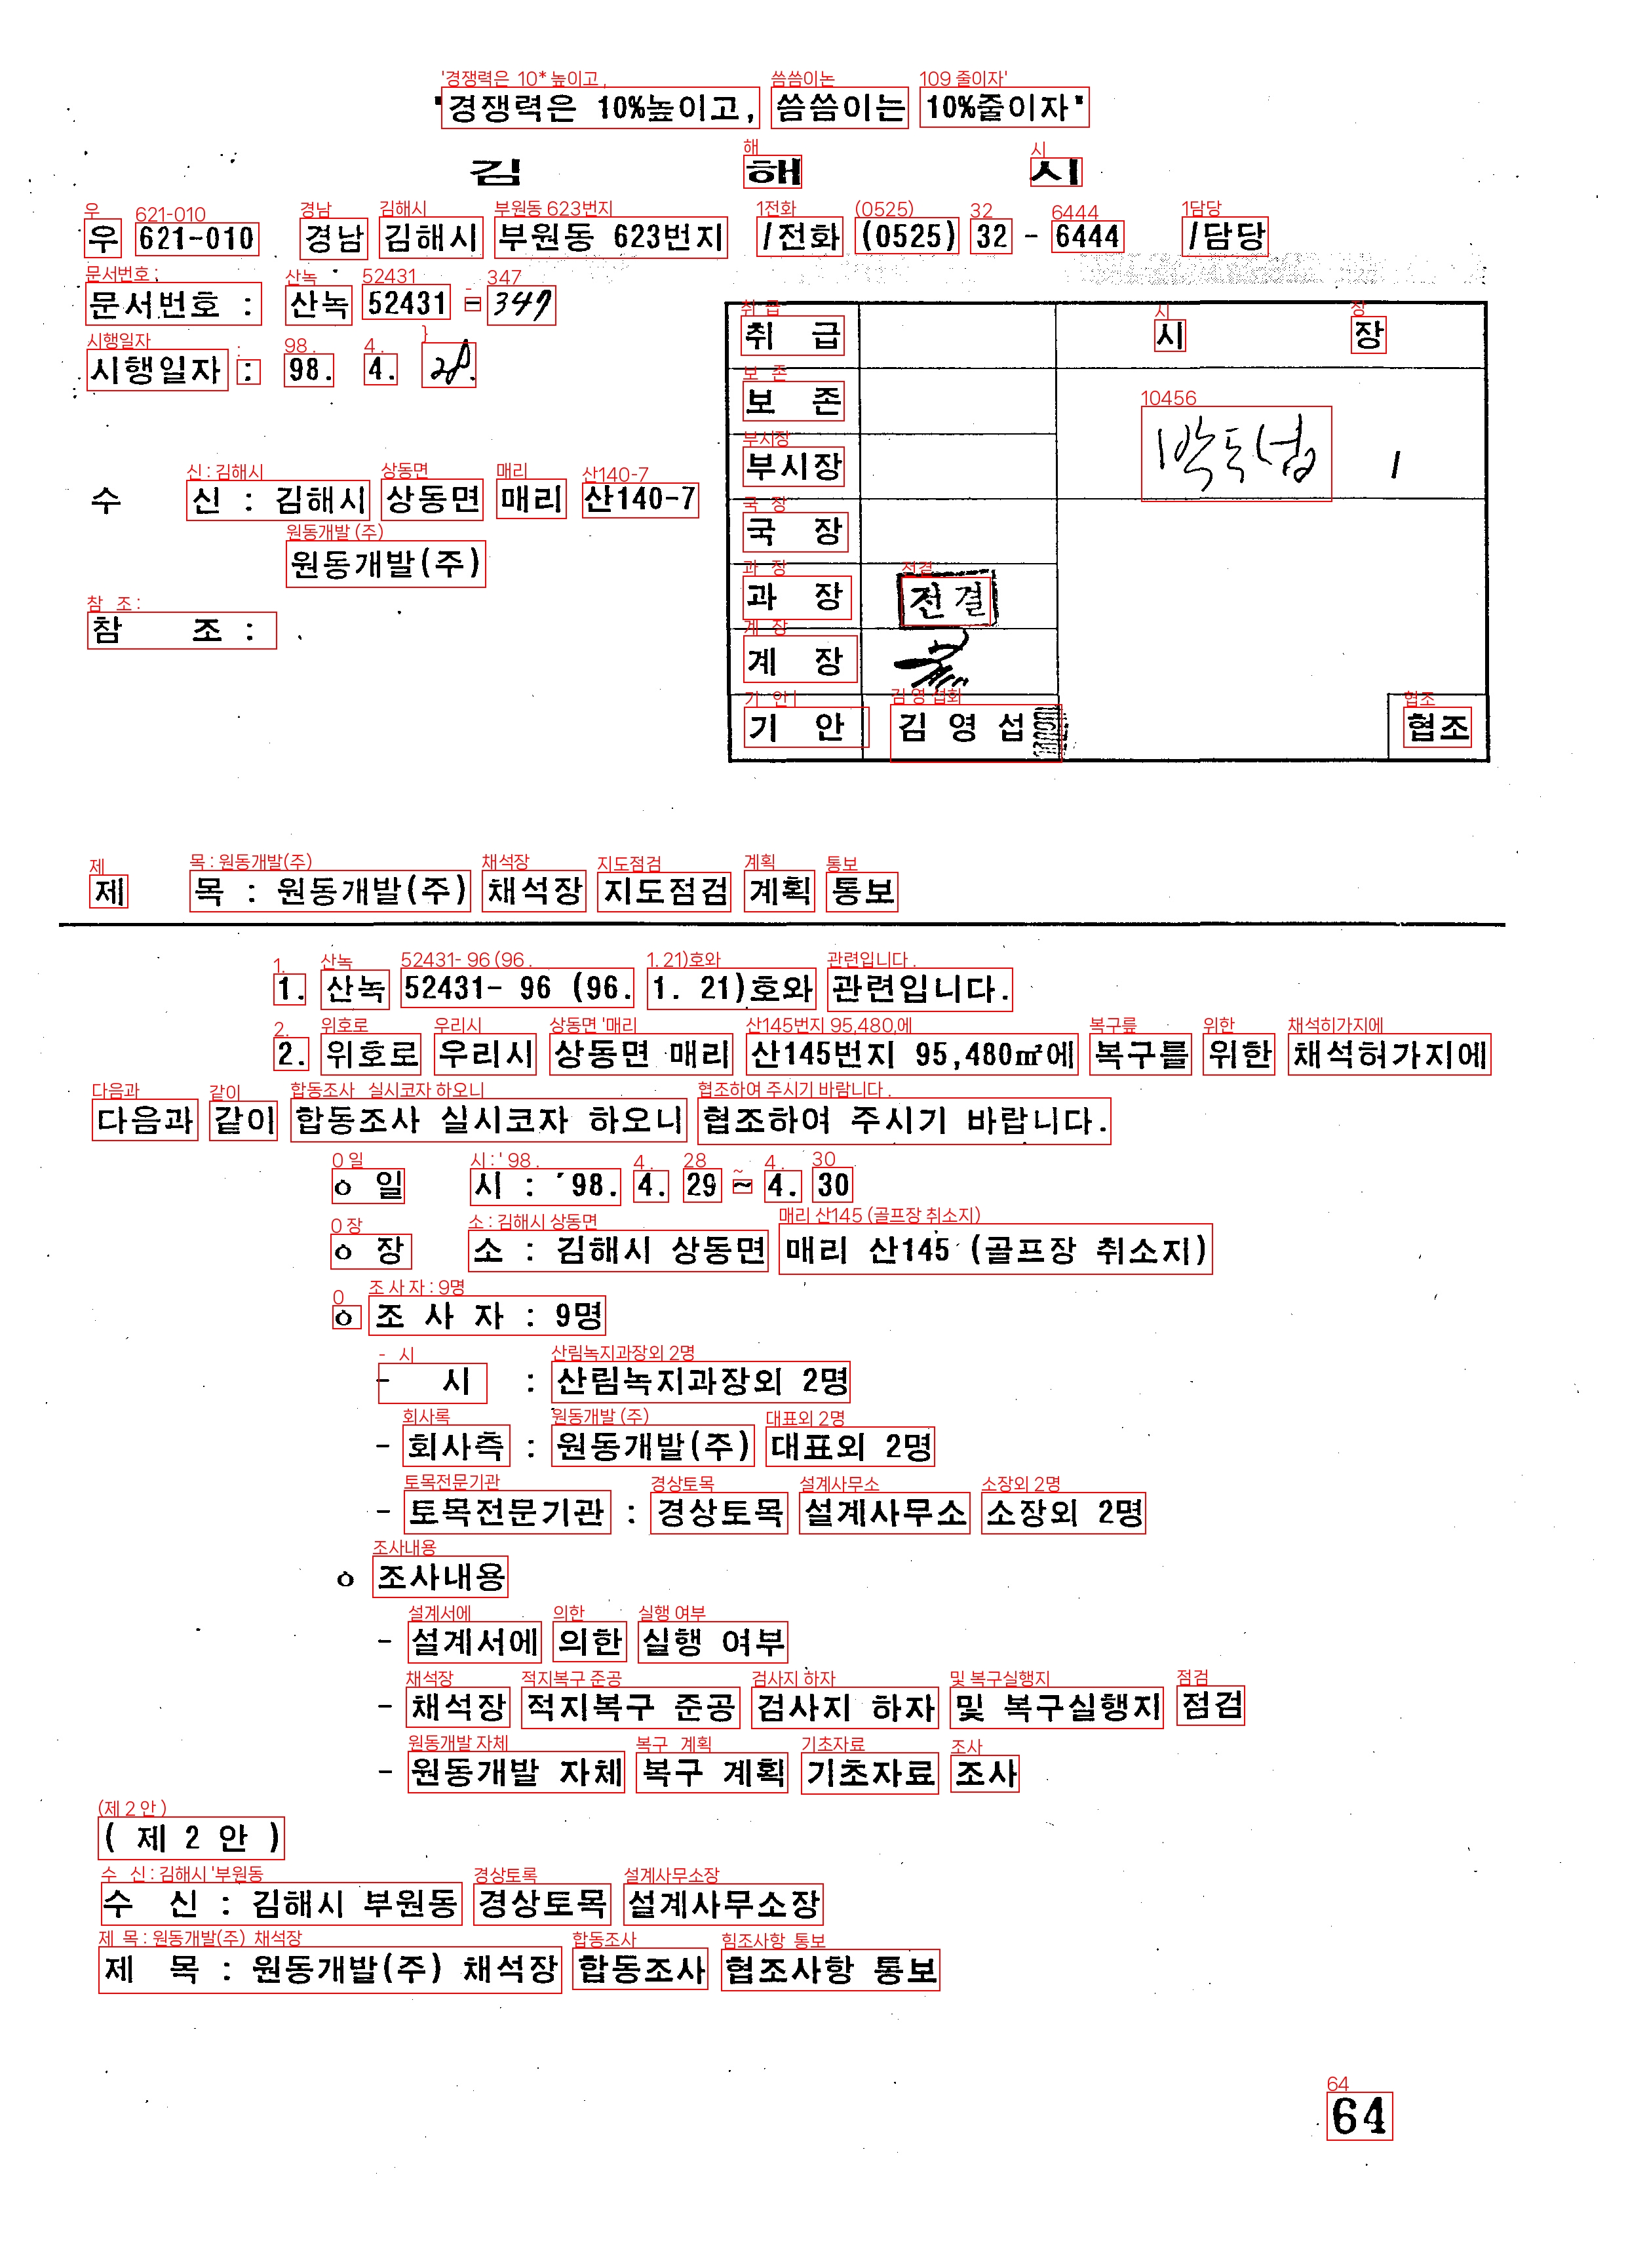 "경쟁력은 10%높이고, 씀씀이는 10%줄이자"
김 해 시
우 621-010 경남 김해시 부원동 623번지 /전화 (0525) 32 - 6444 /담당
문서번호 : 산녹 52431 - 347
시행일자 : 98. 4. 28.
수 신 : 김해시 상동면 매리 산140-7
원동개발(주)
참 조 :
취 급 시 장
보 존
부시장
국 장
과 장 전결
계 장
기 안 김 영 섭 협조
제 목 : 원동개발(주) 채석장 지도점검 계획 통보
1. 산녹 52431- 96 (96. 1. 21)호와 관련입니다.
2. 위호로 우리시 상동면 매리 산145번지 95,480㎡에 복구를 위한 채석허가지에
다음과 같이 합동조사 실시코자 하오니 협조하여 주시기 바랍니다.
o 일 시 : '98. 4. 29 ~ 4. 30
o 장 소 : 김해시 상동면 매리 산145 (골프장 취소지)
o 조 사 자 : 9명
- 시 : 산림녹지과장외 2명
- 회사측 : 원동개발(주) 대표외 2명
- 토목전문기관 : 경상토목 설계사무소 소장외 2명
o 조사내용
- 설계서에 의한 실행 여부
- 채석장 적지복구 준공 검사지 하자 및 복구실행지 점검
- 원동개발 자체 복구 계획 기초자료 조사
( 제 2 안 )
수 신 : 김해시 부원동 경상토목 설계사무소장
제 목 : 원동개발(주) 채석장 합동조사 협조사항 통보
64